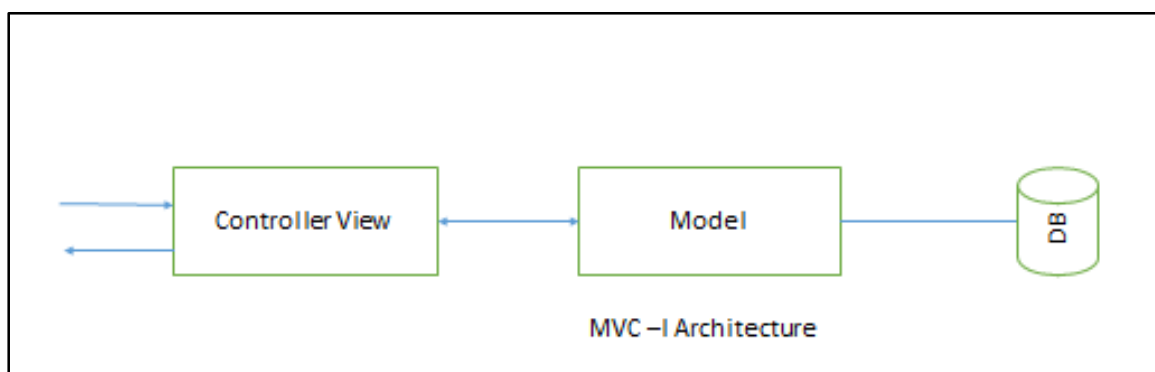 Controller View
Model
DB
MVC –I Architecture